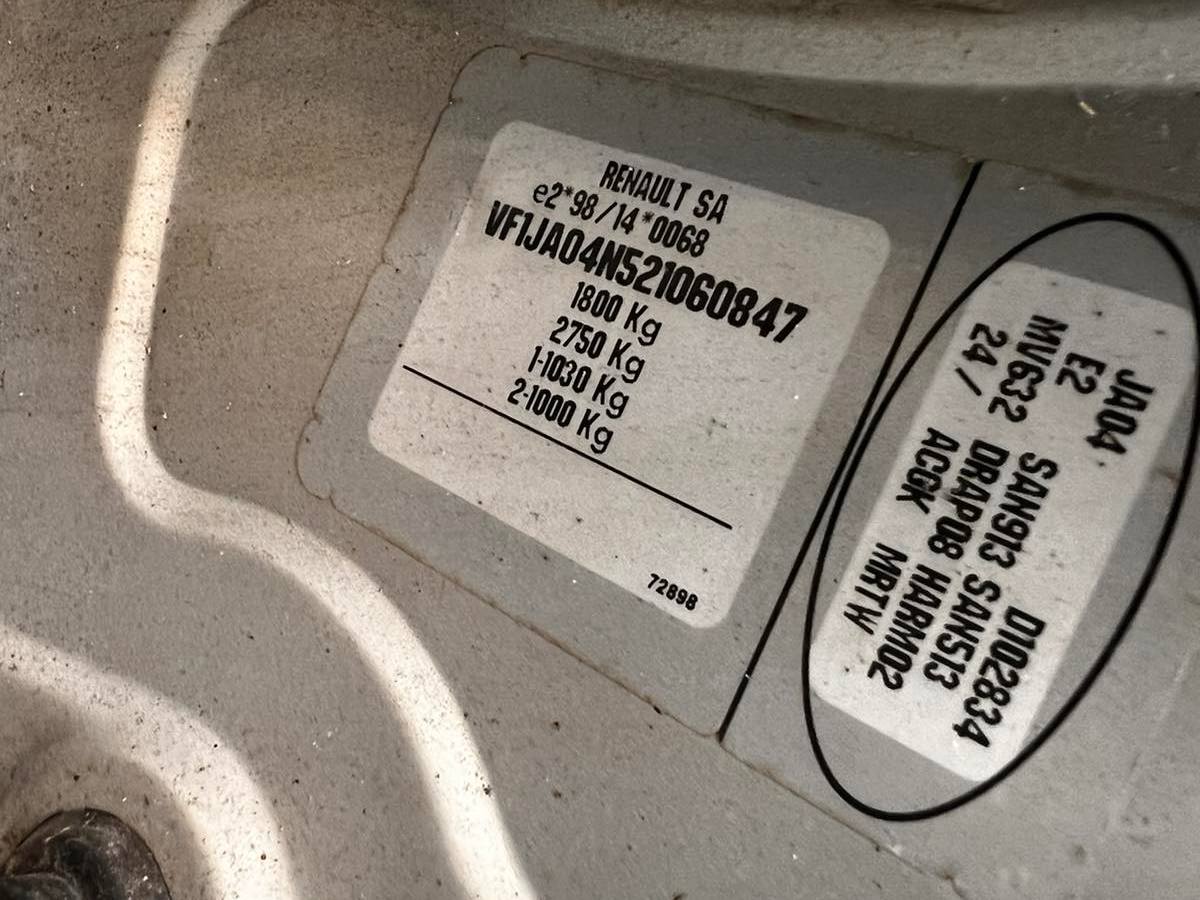 RENAULT SA
e2*98/14*0068
VF1JA04N521060847
1800 Kg
2750 Kg
1-1030 Kg
2-1000 Kg
72898
JA04 D102834
E2 SAN913 SAN513
MV632 DRAP08 HARM02
24 / ACGK MRTW